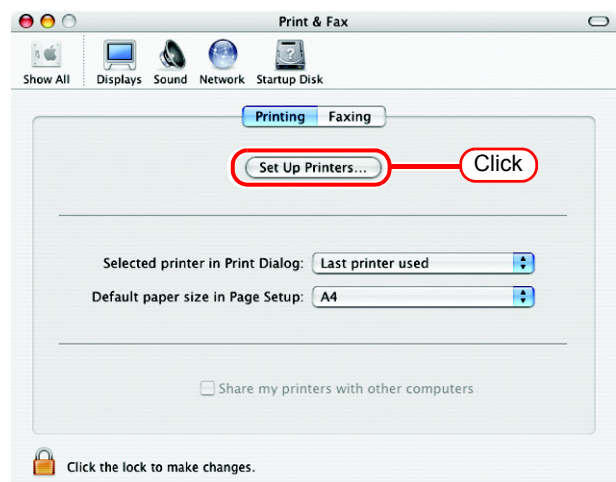 Print & Fax
Show All Displays Sound Network Startup Disk
Printing Faxing
Set Up Printers... Click
Selected printer in Print Dialog: Last printer used
Default paper size in Page Setup: A4
Share my printers with other computers
Click the lock to make changes.